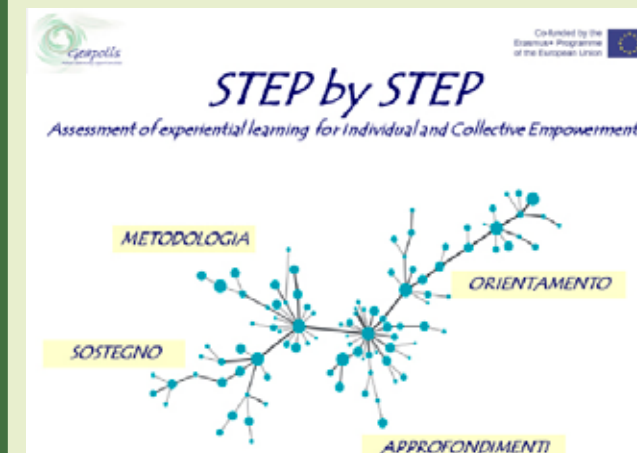 Gerpolis
Co-funded by the
Erasmus+ Programme
of the European Union
STEP by STEP
Assessment of experiential learning for Individual and Collective Empowerment
METODOLOGIA
ORIENTAMENTO
SOSTEGNO
APPROFONDIMENTI